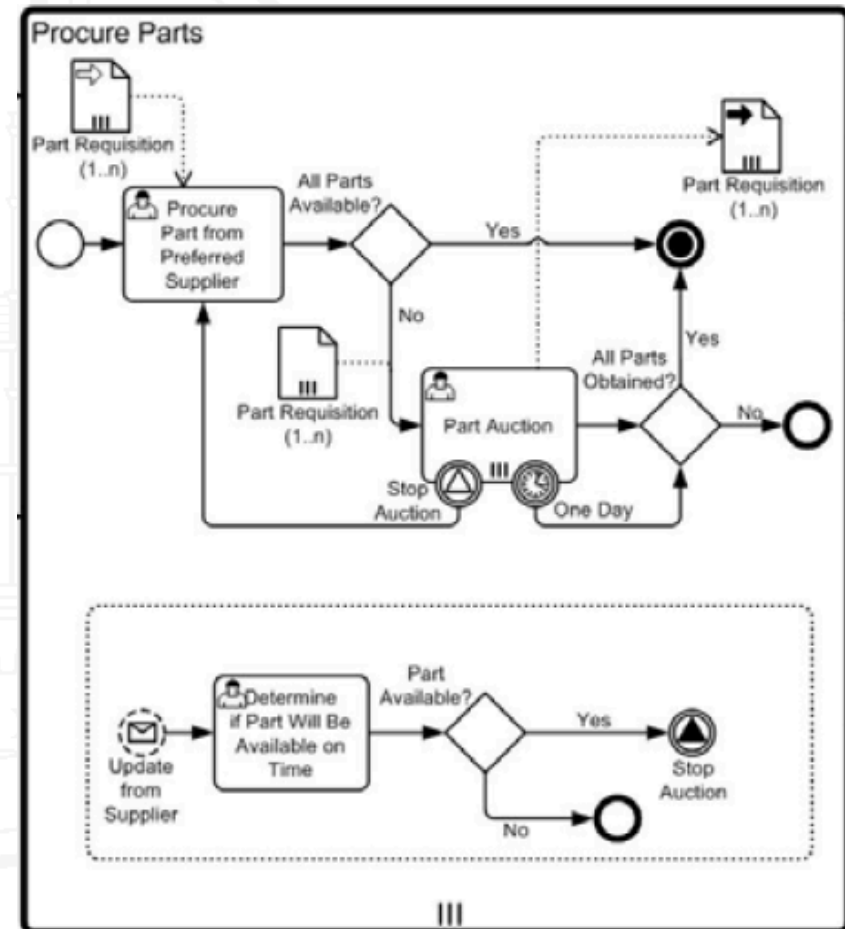 Procure Parts
Part Requisition
(1..n)
Procure
Part from
Preferred
Supplier
All Parts
Available?
Yes
Part Requisition
(1..n)
No
Part Requisition
(1..n)
Part Auction
All Parts
Obtained?
Yes
No
Stop
Auction
One Day
Update
from
Supplier
Determine
if Part Will Be
Available on
Time
Part
Available?
Yes
Stop
Auction
No